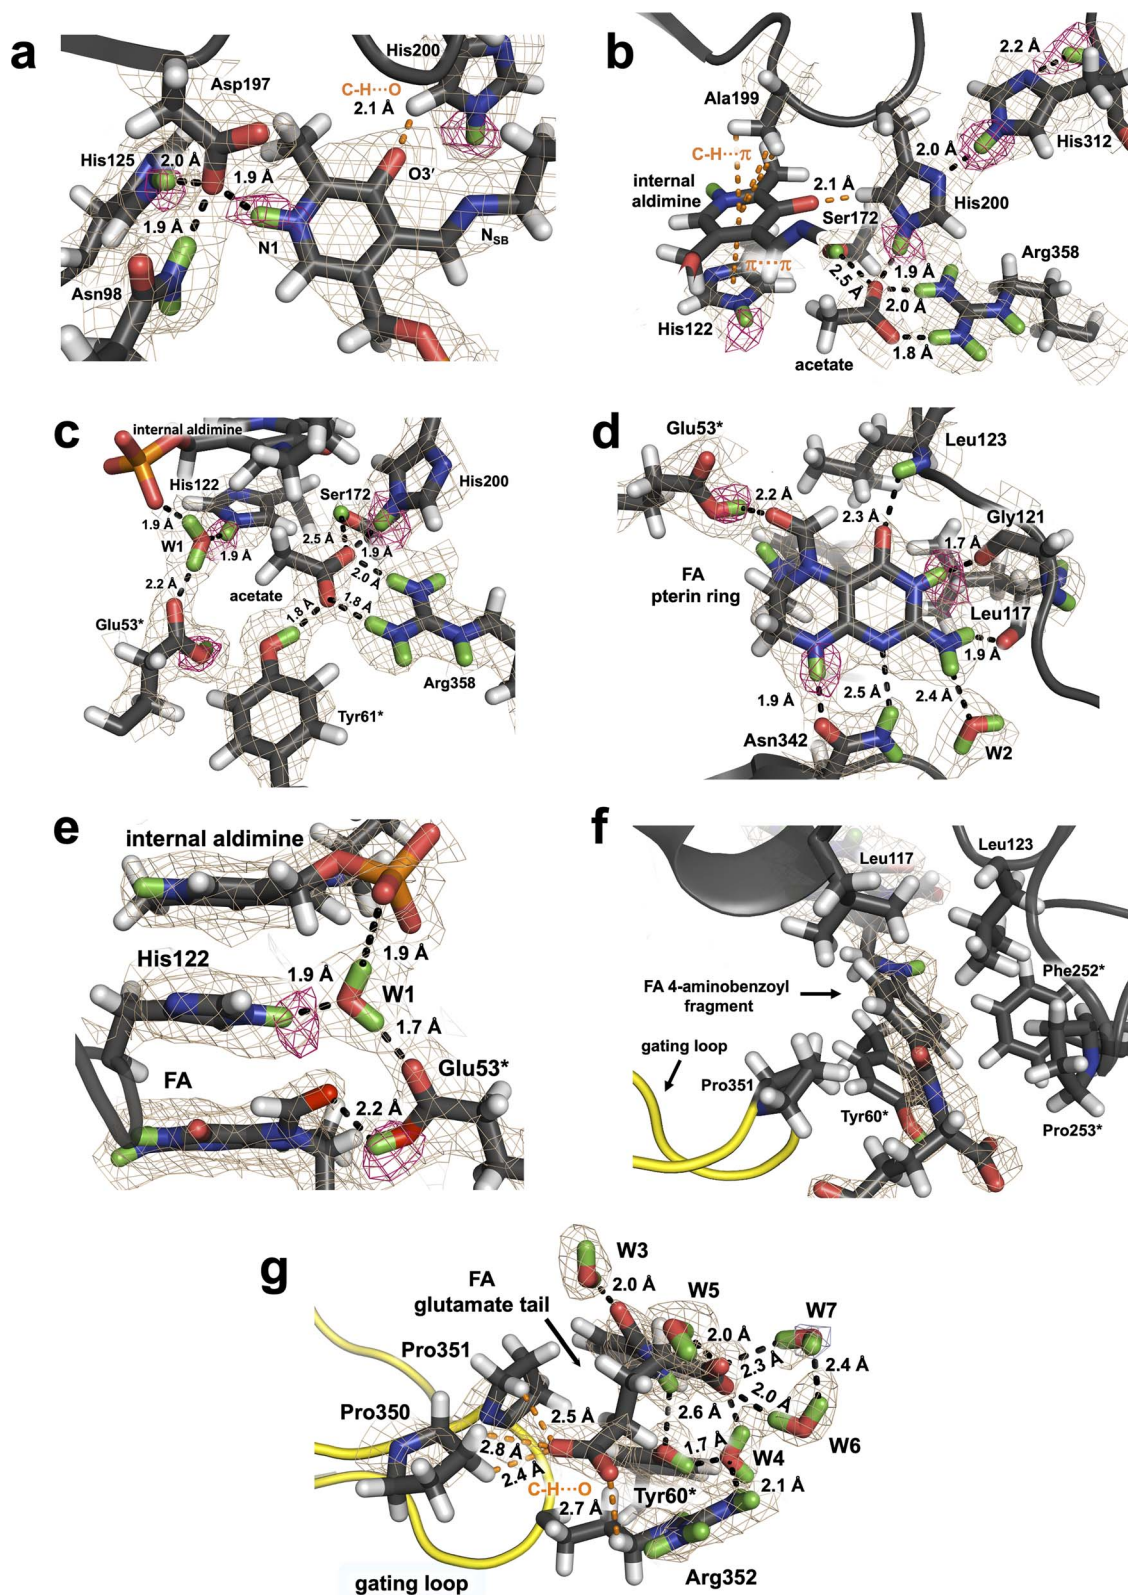 a
His200
Asp197
C-H···O
2.1 Å
His125
2.0 Å
1.9 Å
O3′
1.9 Å
N1
N_SB
Asn98
b
2.2 Å
Ala199
His312
C-H···π
2.0 Å
internal
aldimine
2.1 Å
His200
Ser172
Arg358
π···π
1.9 Å
2.5 Å
2.0 Å
His122
1.8 Å
acetate
c
internal aldimine
His122
Ser172
His200
1.9 Å
W1
1.9 Å
2.5 Å
1.9 Å
2.0 Å
2.2 Å
acetate
1.8 Å
1.8 Å
Glu53*
Arg358
Tyr61*
d
Glu53*
Leu123
2.2 Å
2.3 Å
Gly121
1.7 Å
FA
pterin ring
Leu117
1.9 Å
1.9 Å
2.5 Å
2.4 Å
Asn342
W2
e
internal aldimine
His122
1.9 Å
1.9 Å
W1
1.7 Å
FA
Glu53*
2.2 Å
f
Leu117
Leu123
Phe252*
FA 4-aminobenzoyl
fragment
gating loop
Pro351
Tyr60*
Pro253*
g
W3
2.0 Å
FA
glutamate tail
W5
W7
2.0 Å
Pro351
2.3 Å
2.4 Å
2.0 Å
Pro350
2.5 Å
2.6 Å
W6
2.8 Å
1.7 Å
W4
2.4 Å
2.1 Å
C-H···O
Tyr60*
2.7 Å
gating loop
Arg352